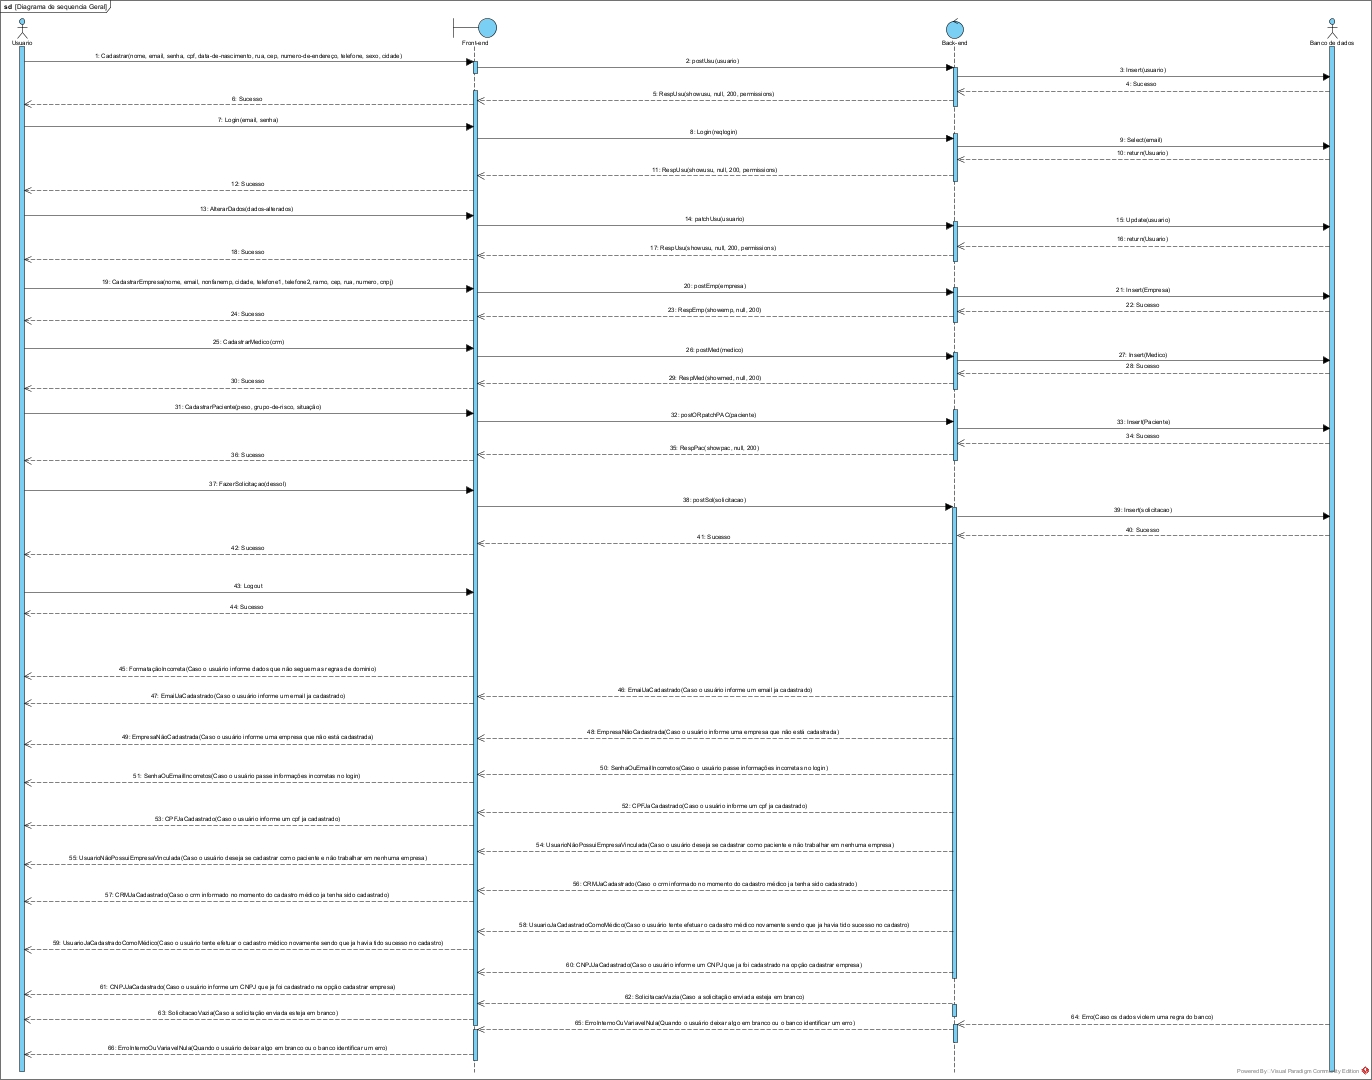 sd [Diagrama de sequencia Geral]
Usuario
Front-end
Back-end
Banco de dados
1: Cadastrar(nome, email, senha, cpf, data-de-nascimento, rua, cep, numero-de-endereço, telefone, sexo, cidade)
2: postUsu(usuario)
3: Insert(usuario)
4: Sucesso
5: RespUsu(showusu, null, 200, permissions)
6: Sucesso
7: Login(email, senha)
8: Login(reqlogin)
9: Select(email)
10: return(Usuario)
11: RespUsu(showusu, null, 200, permissions)
12: Sucesso
13: AlterarDados(dados-alterados)
14: patchUsu(usuario)
15: Update(usuario)
16: return(Usuario)
17: RespUsu(showusu, null, 200, permissions)
18: Sucesso
19: CadastrarEmpresa(nome, email, nomfanemp, cidade, telefone1, telefone2, ramo, cep, rua, numero, cnpj)
20: postEmp(empresa)
21: Insert(Empresa)
22: Sucesso
23: RespEmp(showemp, null, 200)
24: Sucesso
25: CadastrarMedico(crm)
26: postMed(medico)
27: Insert(Medico)
28: Sucesso
29: RespMed(showmed, null, 200)
30: Sucesso
31: CadastrarPaciente(peso, grupo-de-risco, situação)
32: postORpatchPAC(paciente)
33: Insert(Paciente)
34: Sucesso
35: RespPac(showpac, null, 200)
36: Sucesso
37: FazerSolicitaçao(dessol)
38: postSol(solicitacao)
39: Insert(solicitacao)
40: Sucesso
41: Sucesso
42: Sucesso
43: Logout
44: Sucesso
45: FormataçãoIncorreta(Caso o usuário informe dados que não seguem as regras de dominio)
46: EmailJaCadastrado(Caso o usuário informe um email ja cadastrado)
47: EmailJaCadastrado(Caso o usuário informe um email ja cadastrado)
48: EmpresaNãoCadastrada(Caso o usuário informe uma empresa que não está cadastrada)
49: EmpresaNãoCadastrada(Caso o usuário informe uma empresa que não está cadastrada)
50: SenhaOuEmailIncorretos(Caso o usuário passe informações incorretas no login)
51: SenhaOuEmailIncorretos(Caso o usuário passe informações incorretas no login)
52: CPFJaCadastrado(Caso o usuário informe um cpf ja cadastrado)
53: CPFJaCadastrado(Caso o usuário informe um cpf ja cadastrado)
54: UsuarioNãoPossuiEmpresaVinculada(Caso o usuário deseja se cadastrar como paciente e não trabalhar em nenhuma empresa)
55: UsuarioNãoPossuiEmpresaVinculada(Caso o usuário deseja se cadastrar como paciente e não trabalhar em nenhuma empresa)
56: CRMJaCadastrado(Caso o crm informado no momento do cadastro médico ja tenha sido cadastrado)
57: CRMJaCadastrado(Caso o crm informado no momento do cadastro médico ja tenha sido cadastrado)
58: UsuarioJaCadastradoComoMédico(Caso o usuário tente efetuar o cadastro médico novamente sendo que ja havia tido sucesso no cadastro)
59: UsuarioJaCadastradoComoMédico(Caso o usuário tente efetuar o cadastro médico novamente sendo que ja havia tido sucesso no cadastro)
60: CNPJJaCadastrado(Caso o usuário informe um CNPJ que ja foi cadastrado na opção cadastrar empresa)
61: CNPJJaCadastrado(Caso o usuário informe um CNPJ que ja foi cadastrado na opção cadastrar empresa)
62: SolicitacaoVazia(Caso a solicitação enviada esteja em branco)
63: SolicitacaoVazia(Caso a solicitação enviada esteja em branco)
64: Erro(Caso os dados violem uma regra do banco)
65: ErroInternoOuVariavelNula(Quando o usuário deixar algo em branco ou o banco identificar um erro)
66: ErroInternoOuVariavelNula(Quando o usuário deixar algo em branco ou o banco identificar um erro)
Powered By: Visual Paradigm Community Edition